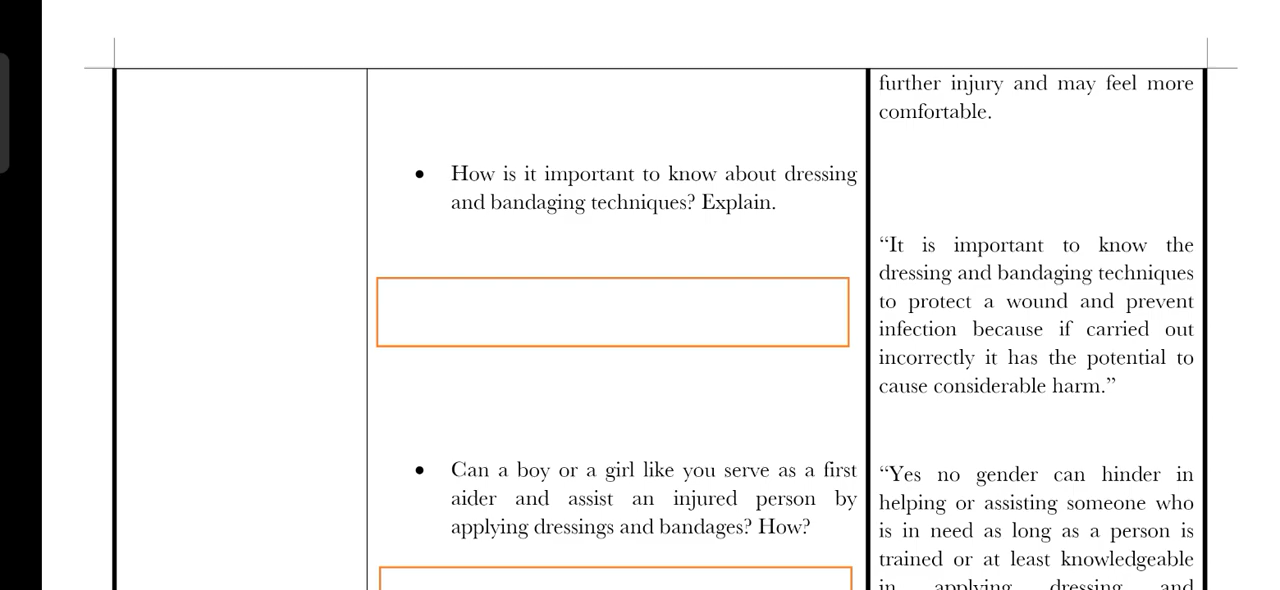 further injury and may feel more
comfortable.
• How is it important to know about dressing
and bandaging techniques? Explain.
“It is important to know the
dressing and bandaging techniques
to protect a wound and prevent
infection because if carried out
incorrectly it has the potential to
cause considerable harm.”
• Can a boy or a girl like you serve as a first
aider and assist an injured person by
applying dressings and bandages? How?
“Yes no gender can hinder in
helping or assisting someone who
is in need as long as a person is
trained or at least knowledgeable
in applying dressing and